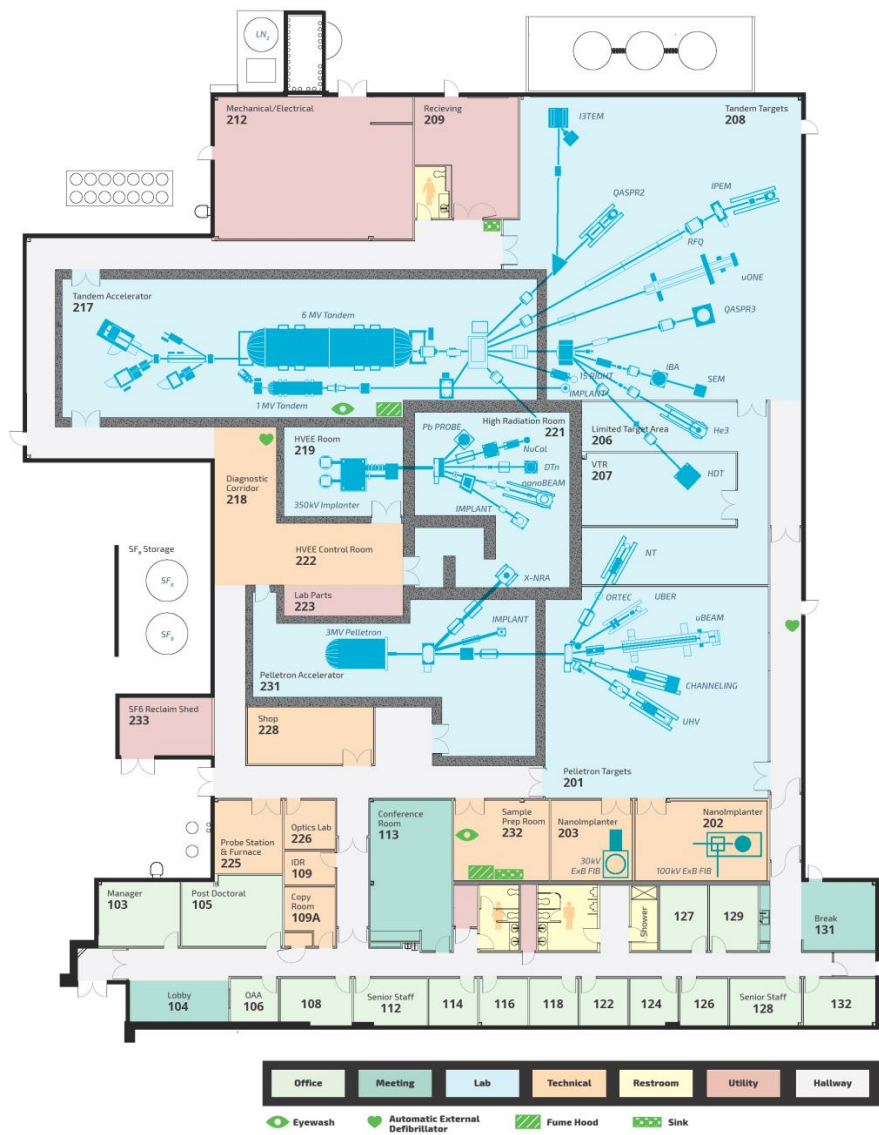 LN2
Mechanical/Electrical
212
Recieving
209
Tandem Targets
208
I3TEM
QASPR2
IPEM
RFQ
uONE
QASPR3
IBA
SEM
15 RIGHT
IMPLANT
He3
HDT
Tandem Accelerator
217
6 MV Tandem
1 MV Tandem
Limited Target Area
206
VTR
207
High Radiation Room
221
Pb PROBE
NuCal
DTn
nanoBEAM
IMPLANT
HVEE Room
219
350kV Implanter
Diagnostic
Corridor
218
HVEE Control Room
222
Lab Parts
223
SF6 Storage
SF6
SF6
X-NRA
IMPLANT
3MV Pelletron
Pelletron Accelerator
231
NT
ORTEC
UBER
uBEAM
CHANNELING
UHV
Pelletron Targets
201
SF6 Reclaim Shed
233
Shop
228
Probe Station
& Furnace
225
Optics Lab
226
IDR
109
Copy
Room
109A
Conference
Room
113
Sample
Prep Room
232
NanoImplanter
203
30kV
ExB FIB
NanoImplanter
202
100kV ExB FIB
Manager
103
Post Doctoral
105
Shower
127
129
Break
131
Lobby
104
OAA
106
108
Senior Staff
112
114
116
118
122
124
126
Senior Staff
128
132
Office
Meeting
Lab
Technical
Restroom
Utility
Hallway
Eyewash
Automatic External
Defibrillator
Fume Hood
Sink